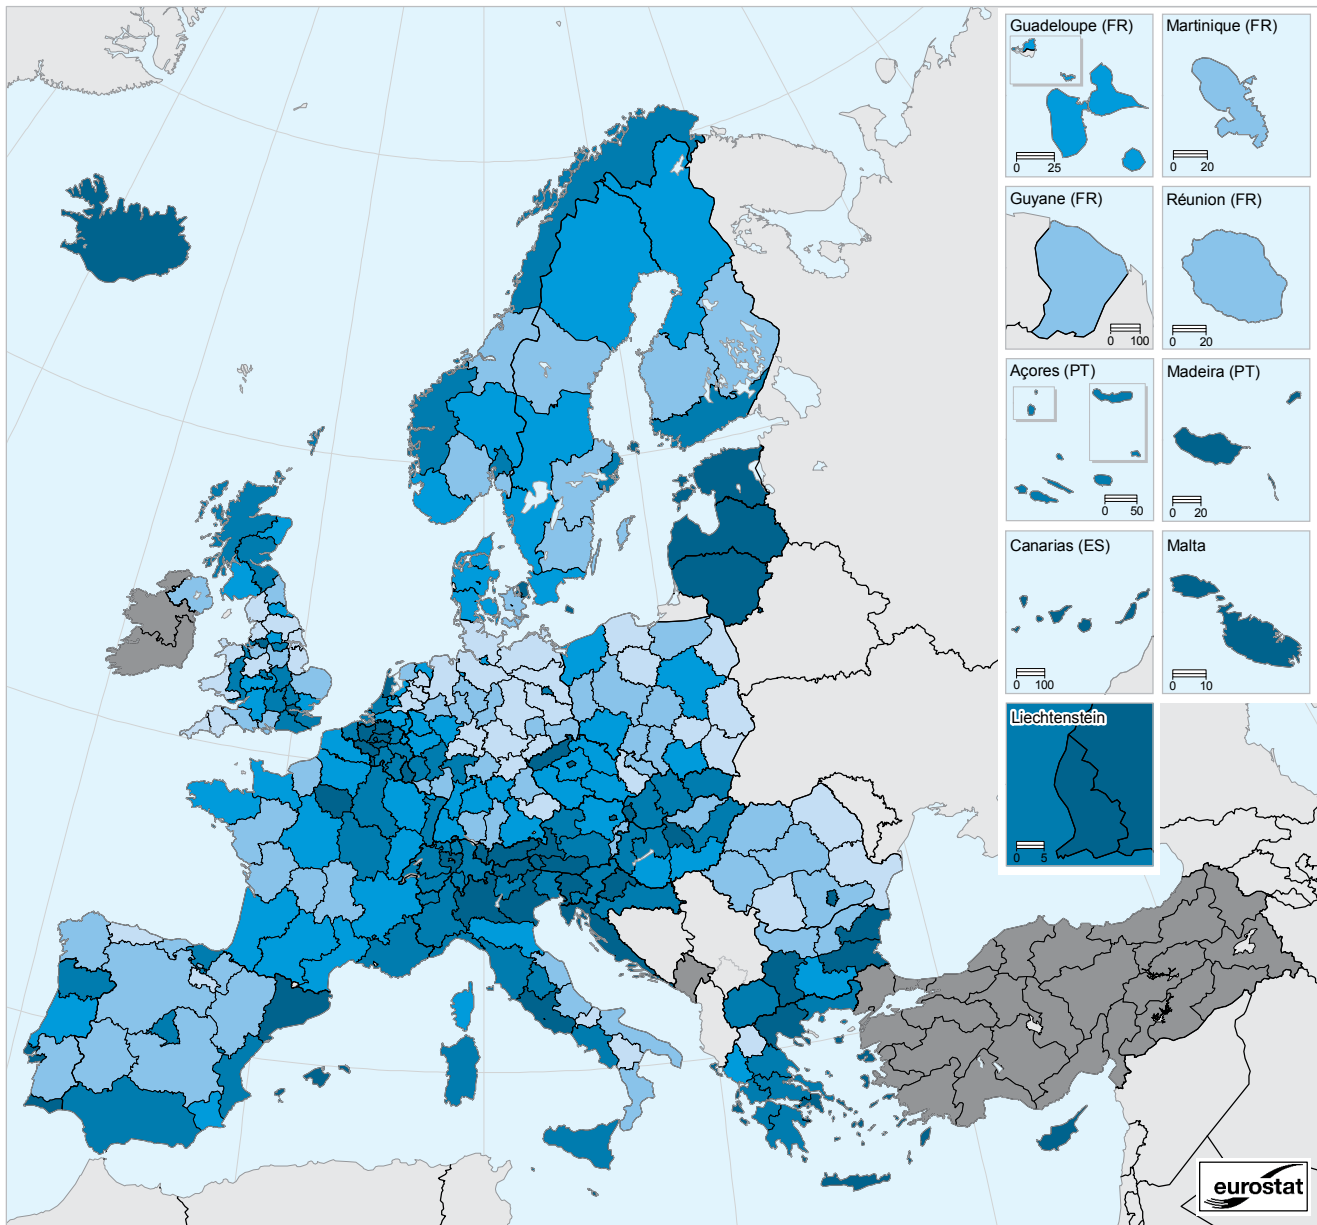 Guadeloupe (FR)
0 25
Martinique (FR)
0 20
Guyane (FR)
0 100
Réunion (FR)
0 20
Açores (PT)
0 50
Madeira (PT)
0 20
Canarias (ES)
0 100
Malta
0 10
Liechtenstein
0 5
eurostat